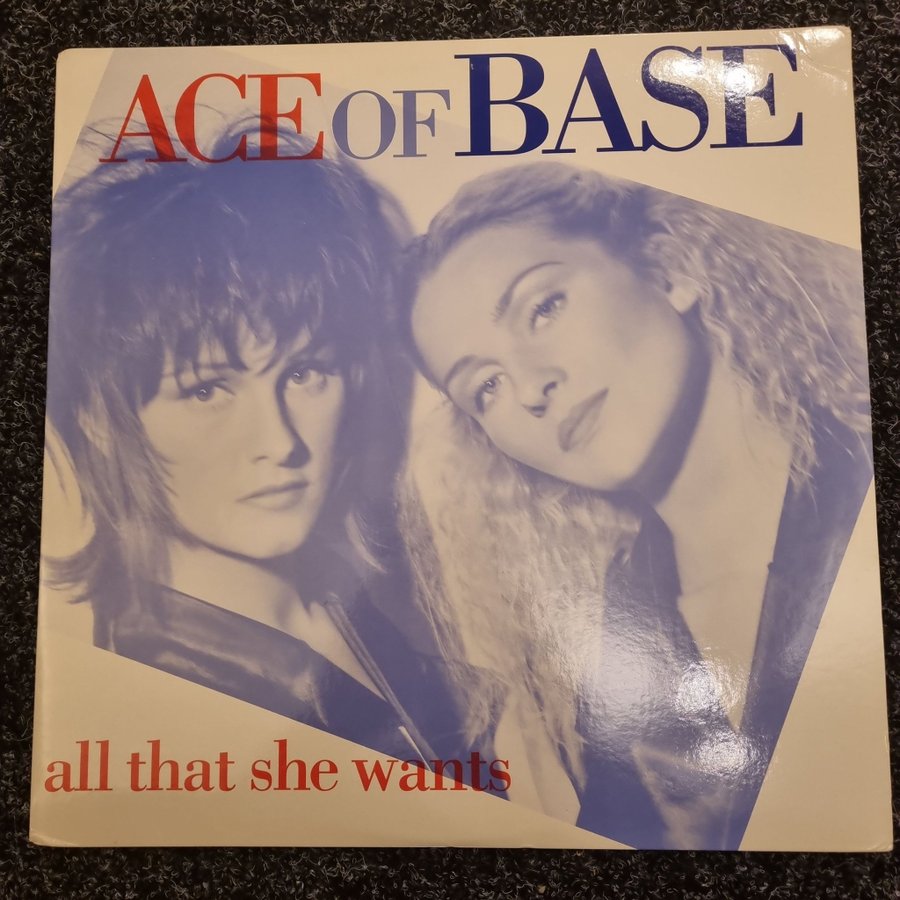 ACE OF BASE
all that she wants